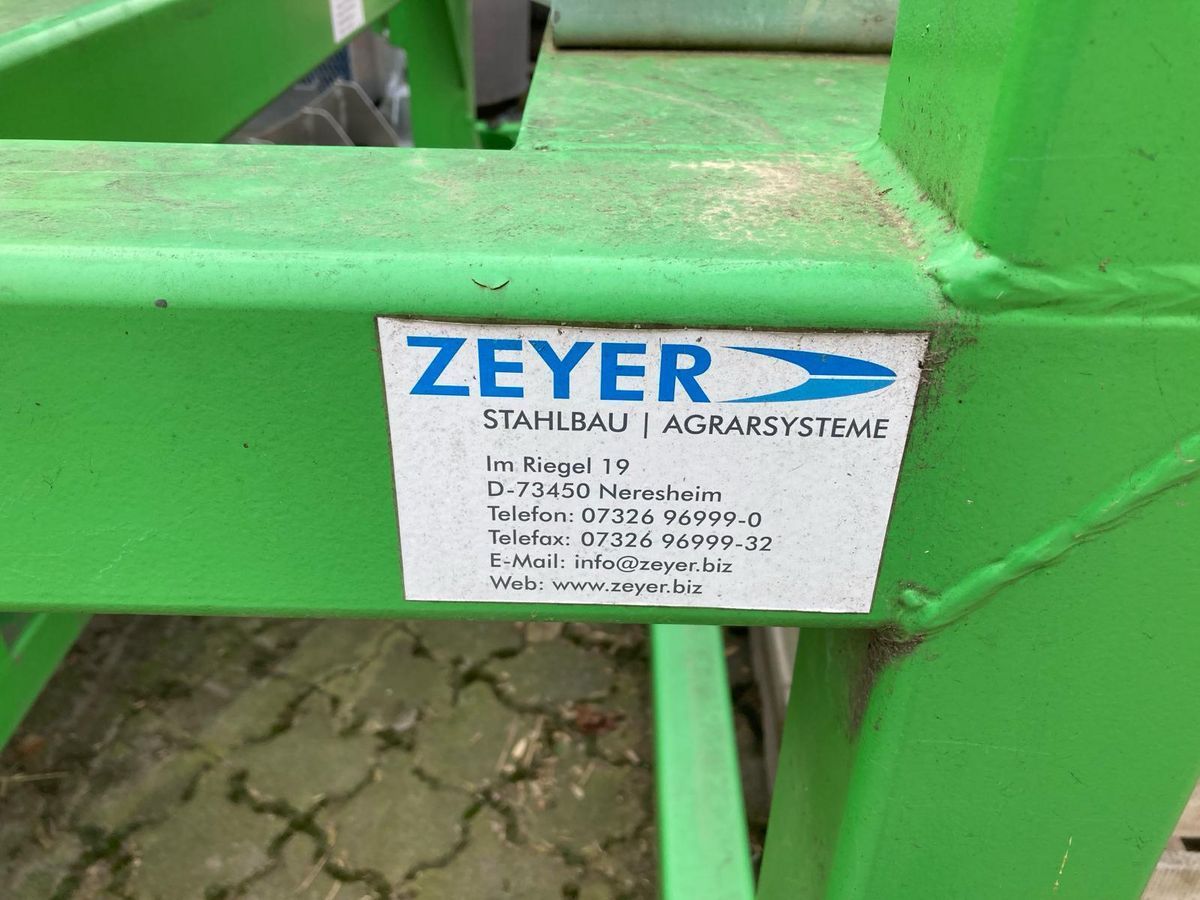 ZEYER
STAHLBAU | AGRARSYSTEME
Im Riegel 19
D-73450 Neresheim
Telefon: 07326 96999-0
Telefax: 07326 96999-32
E-Mail: info@zeyer.biz
Web: www.zeyer.biz